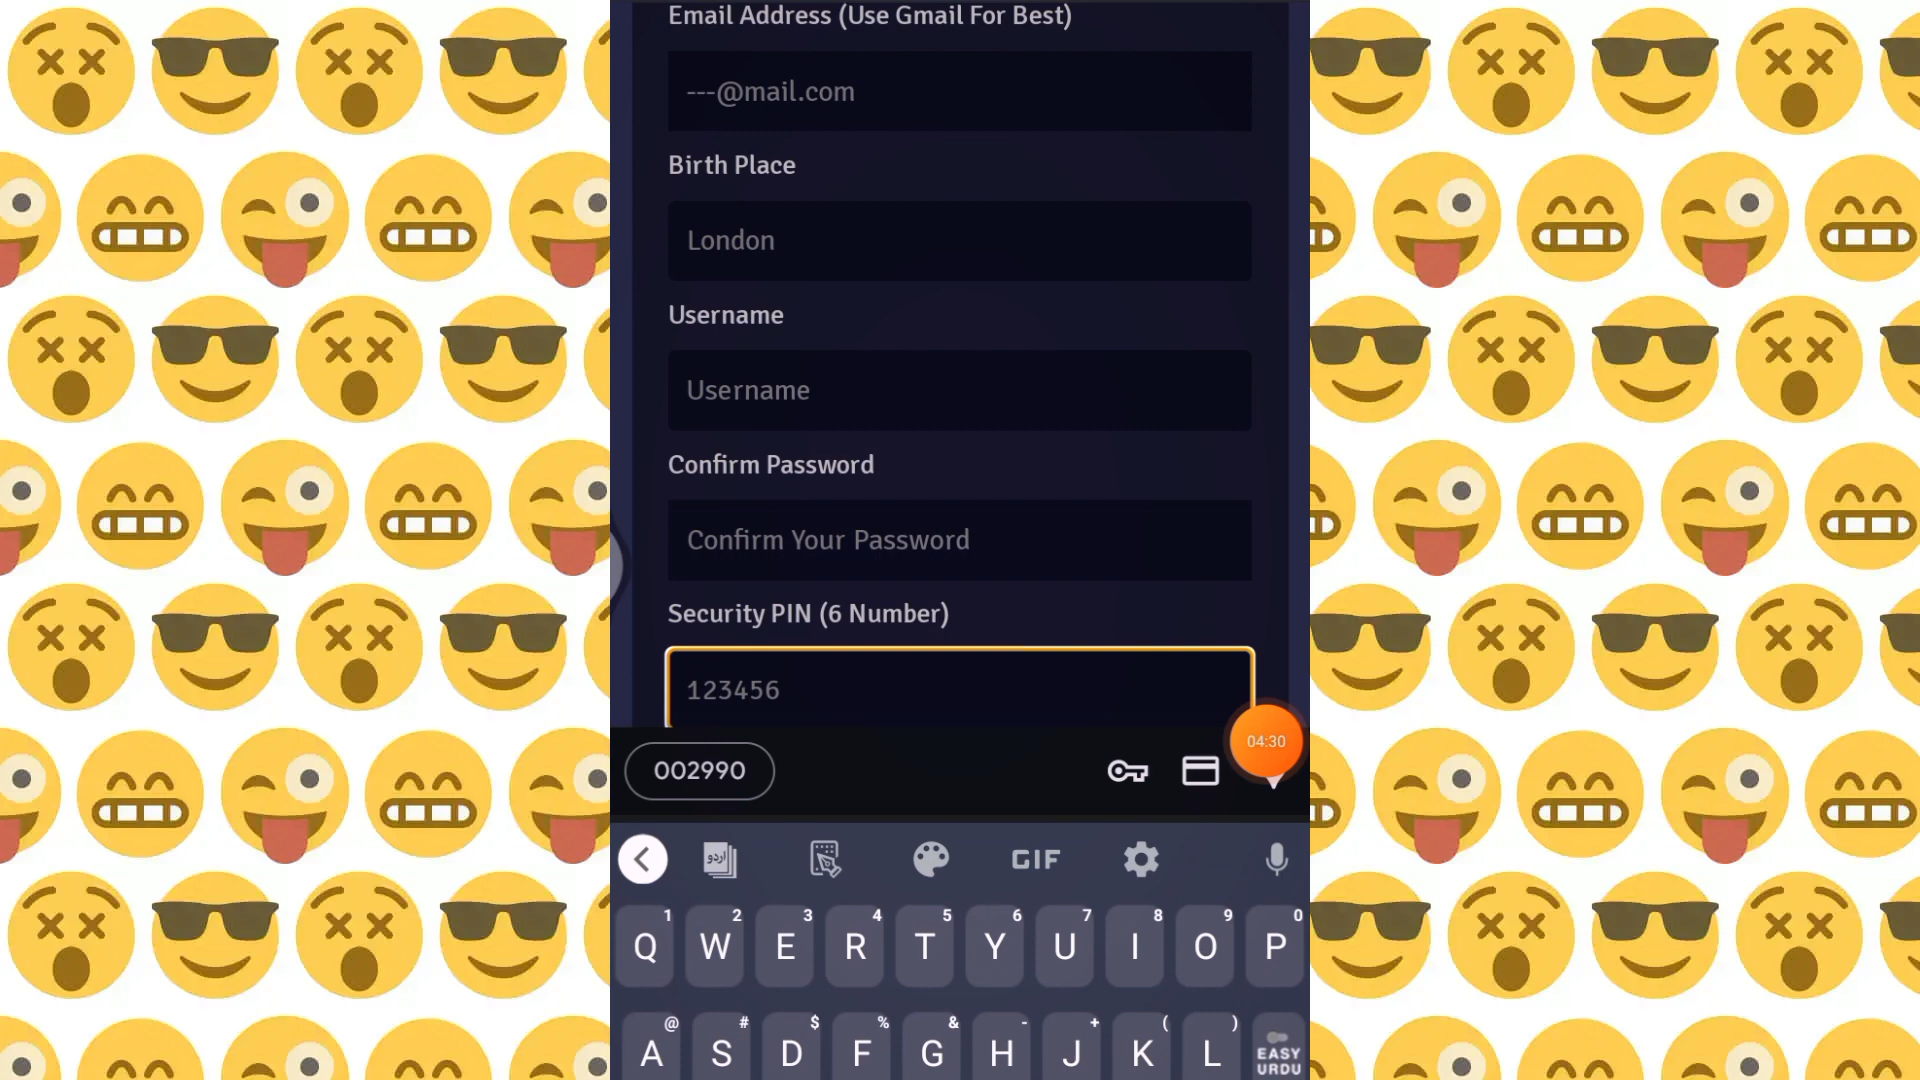 Email Address (Use Gmail For Best)
---@mail.com
Birth Place
London
Username
Username
Confirm Password
Confirm Your Password
Security PIN (6 Number)
123456
04:30
002990
اردو
GIF
1 2 3 4 5 6 7 8 9 0
Q W E R T Y U I O P
@ # $ % & - + ( )
A S D F G H J K L
EASY
URDU